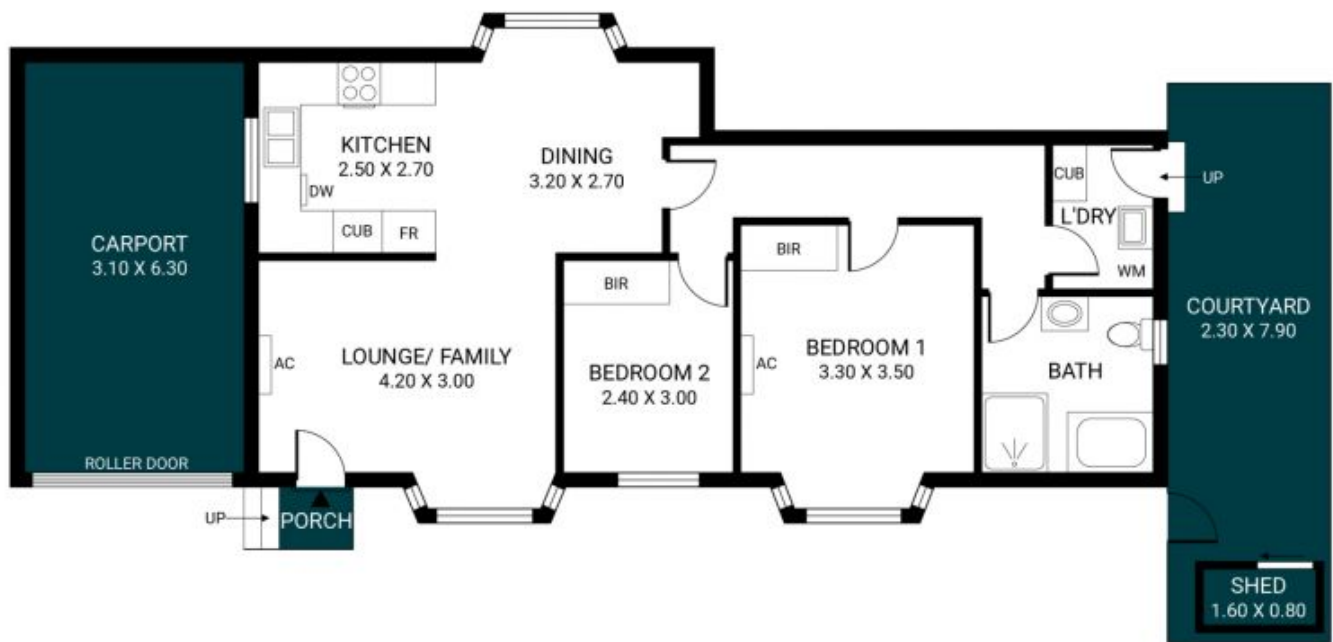 KITCHEN
2.50 X 2.70
DW
CUB
FR
DINING
3.20 X 2.70
CUB
L'DRY
WM
UP
CARPORT
3.10 X 6.30
ROLLER DOOR
AC
LOUNGE/ FAMILY
4.20 X 3.00
BIR
BEDROOM 2
2.40 X 3.00
BIR
AC
BEDROOM 1
3.30 X 3.50
BATH
COURTYARD
2.30 X 7.90
UP
PORCH
SHED
1.60 X 0.80